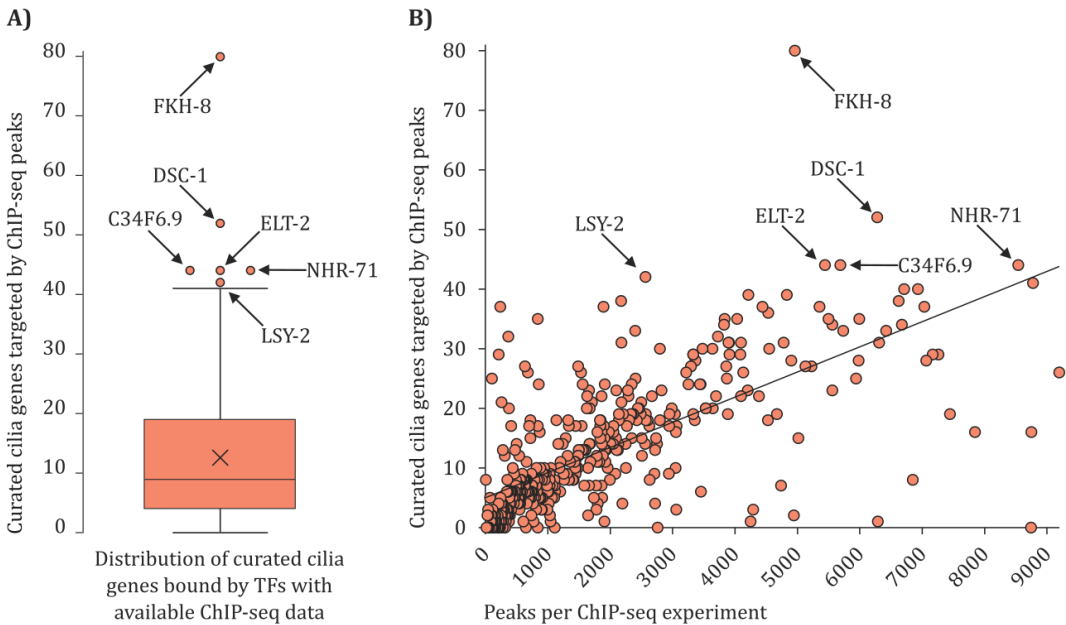 A)
Curated cilia genes targeted by ChIP-seq peaks
80
70
60
50
40
30
20
10
0
FKH-8
DSC-1
C34F6.9
ELT-2
NHR-71
LSY-2
Distribution of curated cilia
genes bound by TFs with
available ChIP-seq data
B)
Curated cilia genes targeted by ChIP-seq peaks
80
70
60
50
40
30
20
10
0
FKH-8
DSC-1
LSY-2
ELT-2
NHR-71
C34F6.9
0
1000
2000
3000
4000
5000
6000
7000
8000
9000
Peaks per ChIP-seq experiment